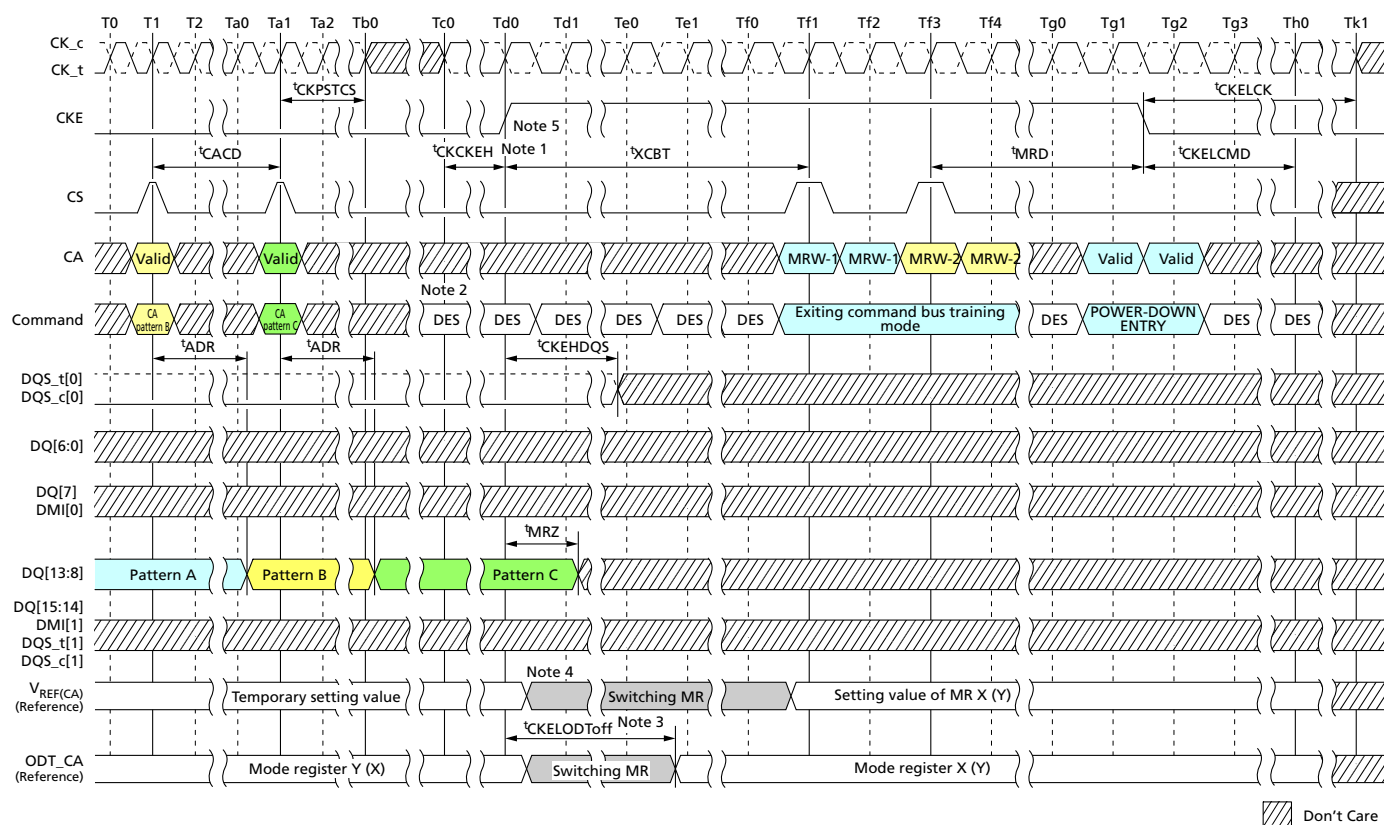 T0 T1 T2 Ta0 Ta1 Ta2 Tb0 Tc0 Td0 Td1 Te0 Te1 Tf0 Tf1 Tf2 Tf3 Tf4 Tg0 Tg1 Tg2 Tg3 Th0 Tk1
CK_c
CK_t
tCKPSTCS
tCKELCK
CKE
Note 5
tCACD
tCKCKEH
Note 1
tXCBT
tMRD
tCKELCMD
CS
CA
Valid
Valid
MRW-1
MRW-1
MRW-2
MRW-2
Valid
Valid
Note 2
Command
CA
pattern B
CA
pattern C
DES
DES
DES
DES
DES
DES
Exiting command bus training
mode
DES
POWER-DOWN
ENTRY
DES
DES
tADR
tADR
tCKEHDQS
DQS_t[0]
DQS_c[0]
DQ[6:0]
DQ[7]
DMI[0]
tMRZ
DQ[13:8]
Pattern A
Pattern B
Pattern C
DQ[15:14]
DMI[1]
DQS_t[1]
DQS_c[1]
Note 4
VREF(CA)
(Reference)
Temporary setting value
Switching MR
Setting value of MR X (Y)
tCKELODToff
Note 3
ODT_CA
(Reference)
Mode register Y (X)
Switching MR
Mode register X (Y)
Don't Care